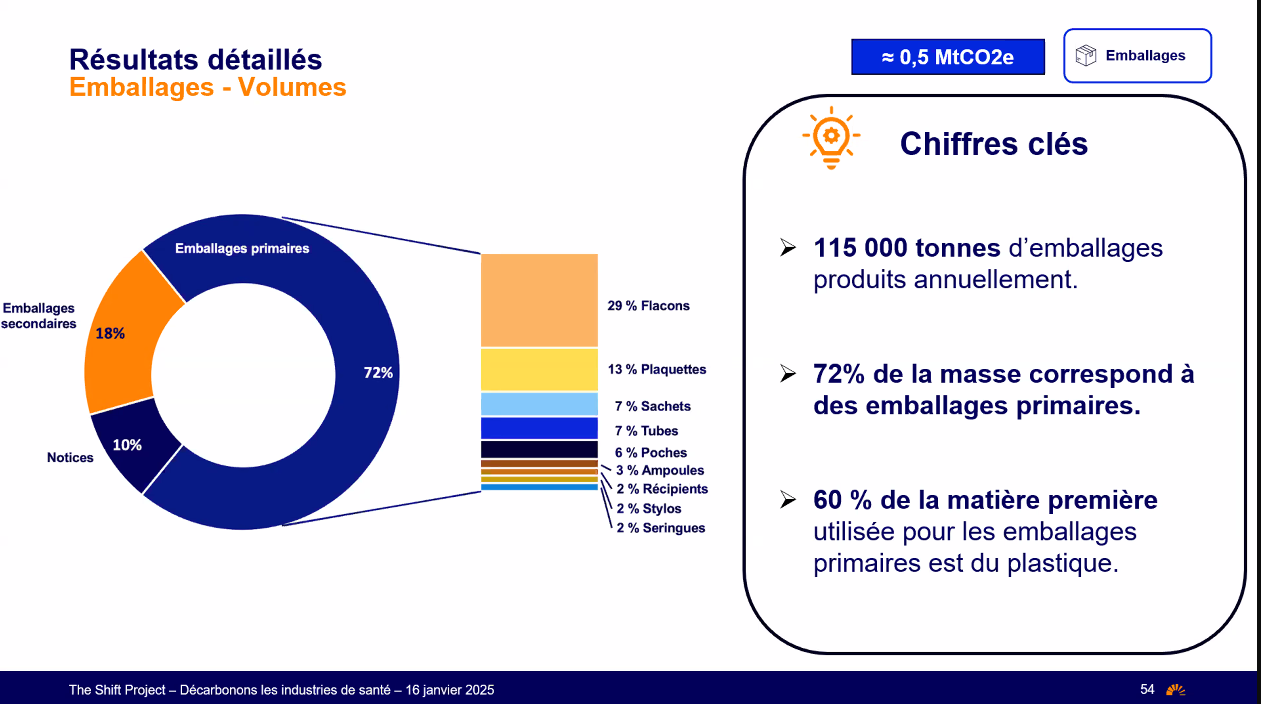 Résultats détaillés
Emballages - Volumes
≈ 0,5 MtCO2e
Emballages
Emballages primaires
Emballages
secondaires
18%
72%
10%
Notices
29 % Flacons
13 % Plaquettes
7 % Sachets
7 % Tubes
6 % Poches
3 % Ampoules
2 % Récipients
2 % Stylos
2 % Seringues
Chiffres clés
115 000 tonnes d’emballages
produits annuellement.
72% de la masse correspond à
des emballages primaires.
60 % de la matière première
utilisée pour les emballages
primaires est du plastique.
The Shift Project – Décarbonons les industries de santé – 16 janvier 2025
54